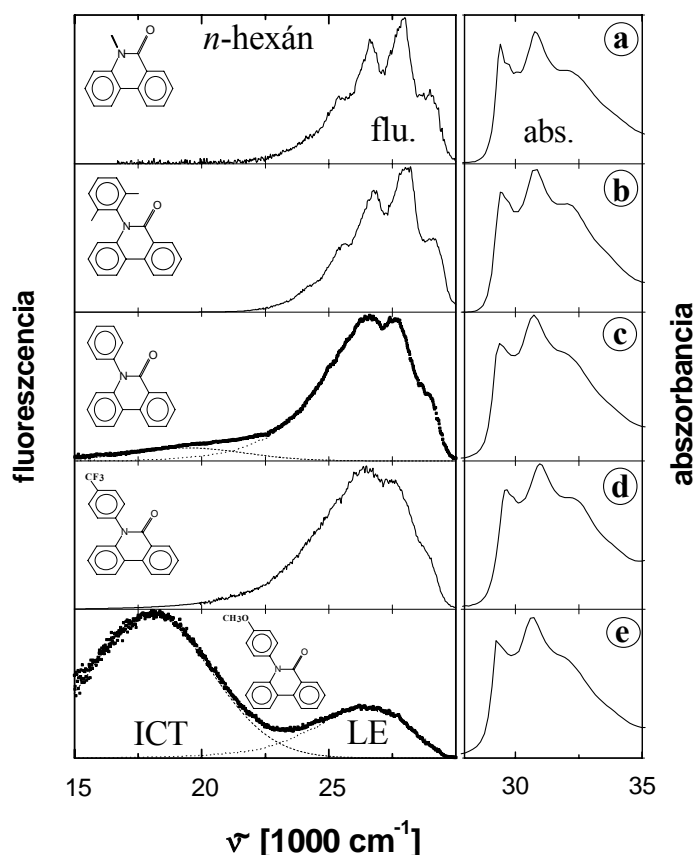 n-hexán
N
O
flu.
abs.
a
N
O
b
N
O
c
CF3
N
O
d
CH3O
N
O
ICT
LE
e
fluoreszcencia
abszorbancia
15 20 25 30 35
ν̃ [1000 cm⁻¹]